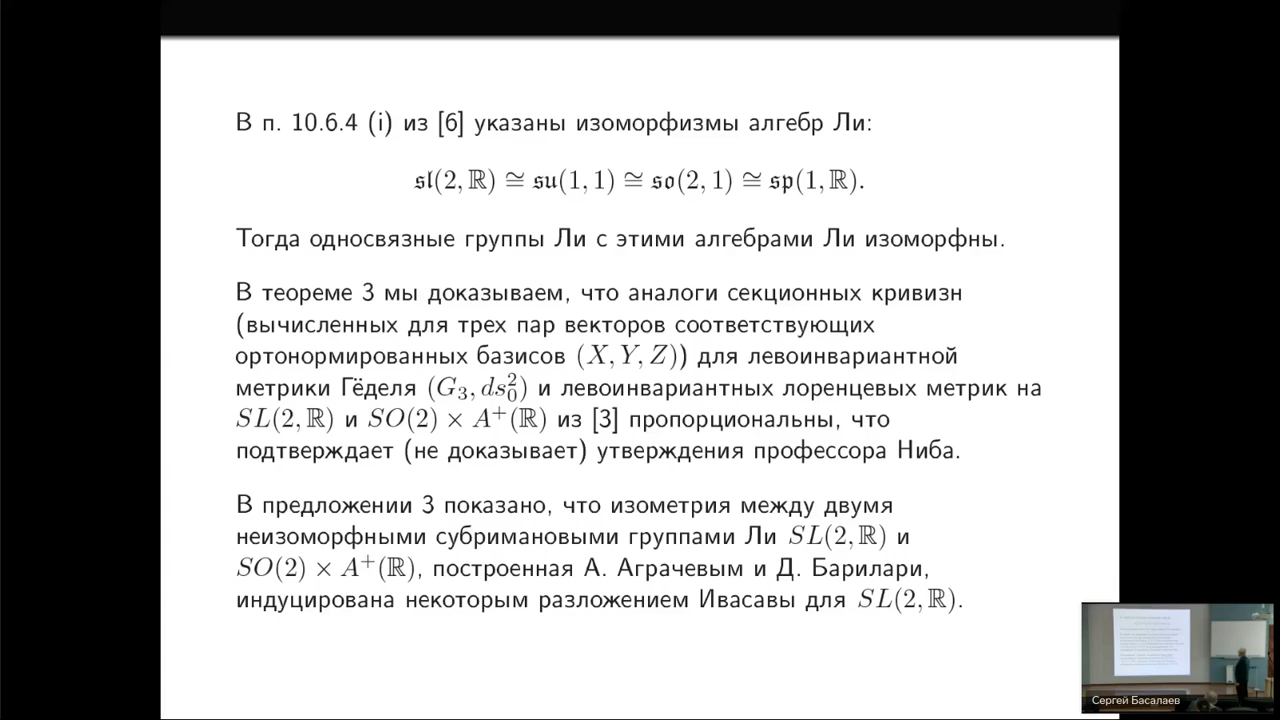 В п. 10.6.4 (i) из [6] указаны изоморфизмы алгебр Ли:
𝔰𝔩(2, ℝ) ≅ 𝔰𝔲(1, 1) ≅ 𝔰𝔬(2, 1) ≅ 𝔰𝔭(1, ℝ).
Тогда односвязные группы Ли с этими алгебрами Ли изоморфны.
В теореме 3 мы доказываем, что аналоги секционных кривизн
(вычисленных для трех пар векторов соответствующих
ортонормированных базисов (X, Y, Z)) для левоинвариантной
метрики Гёделя (G₃, ds₀²) и левоинвариантных лоренцевых метрик на
SL(2, ℝ) и SO(2) × A⁺(ℝ) из [3] пропорциональны, что
подтверждает (не доказывает) утверждения профессора Ниба.
В предложении 3 показано, что изометрия между двумя
неизоморфными субримановыми группами Ли SL(2, ℝ) и
SO(2) × A⁺(ℝ), построенная А. Аграчевым и Д. Барилари,
индуцирована некоторым разложением Ивасавы для SL(2, ℝ).
Сергей Басалаев